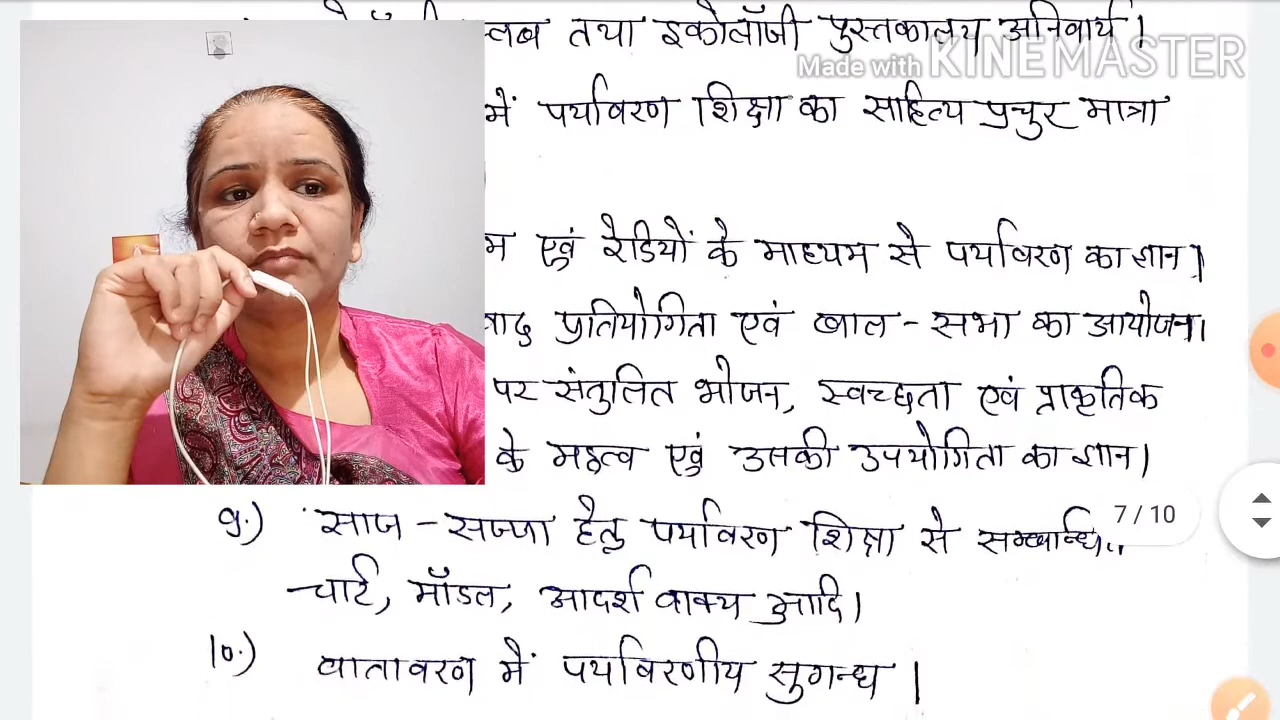 क्लब तथा इकोलॉजी पुस्तकालय अनिवार्य।
Made with KINEMASTER
में पर्यावरण शिक्षा का साहित्य प्रचुर मात्रा
एवं रेडियों के माध्यम से पर्यावरण का ज्ञान।
प्रतियोगिता एवं बाल - सभा का आयोजन।
पर संतुलित भोजन, स्वच्छता एवं प्राकृतिक
के महत्व एवं उसकी उपयोगिता का ज्ञान।
9.) साज - सज्जा हेतु पर्यावरण शिक्षा से
7 / 10
चार्ट, मॉडल, आदर्श वाक्य आदि।
10.) वातावरण में पर्यावरणीय सुगन्ध।